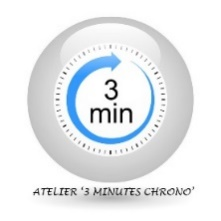 3
min
ATELIER ‘3 MINUTES CHRONO’